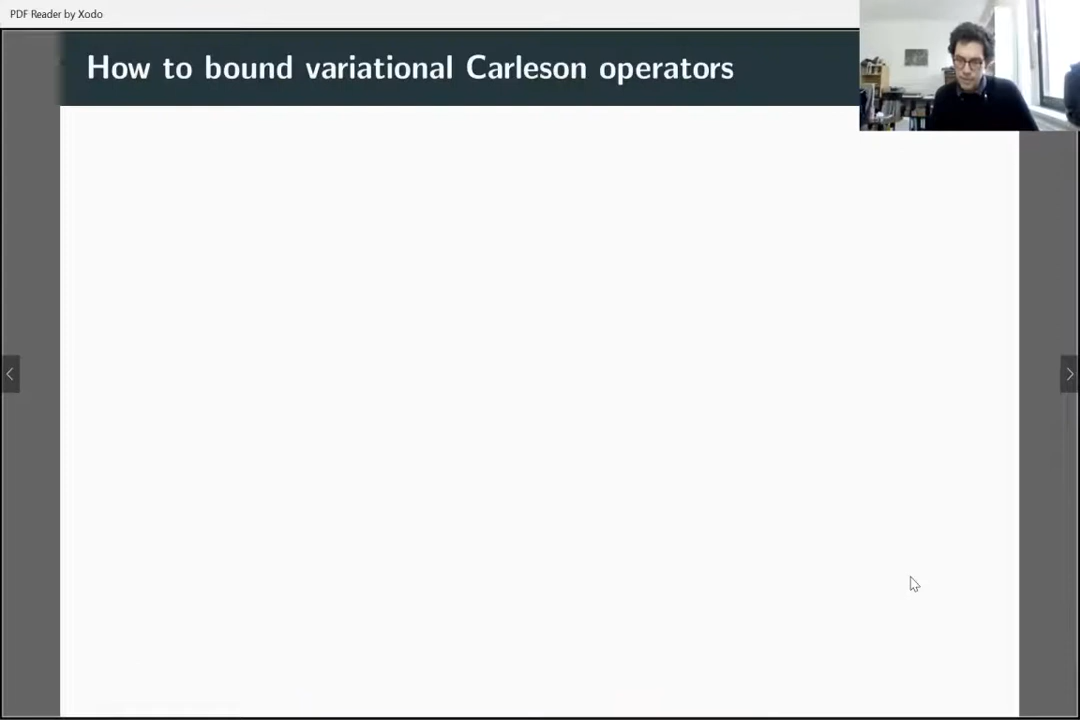 PDF Reader by Xodo
How to bound variational Carleson operators